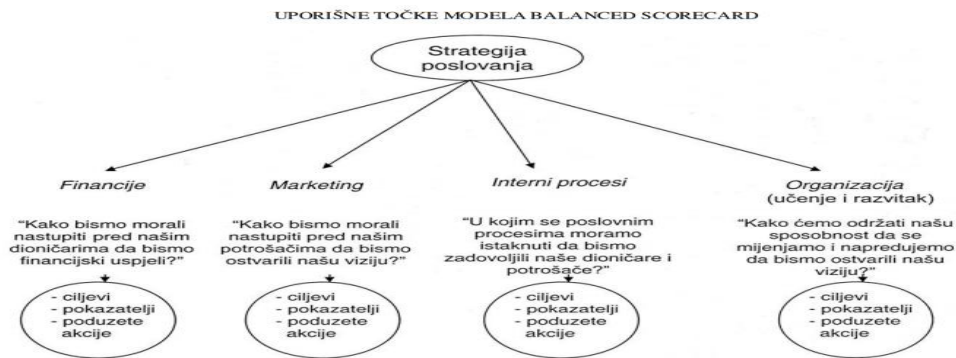 UPORIŠNE TOČKE MODELA BALANCED SCORECARD
Strategija
poslovanja
Financije
"Kako bismo morali
nastupiti pred našim
dioničarima da bismo
financijski uspjeli?"
- ciljevi
- pokazatelji
- poduzete
akcije
Marketing
"Kako bismo morali
nastupiti pred našim
potrošačima da bismo
ostvarili našu viziju?"
- ciljevi
- pokazatelji
- poduzete
akcije
Interni procesi
"U kojim se poslovnim
procesima moramo
istaknuti da bismo
zadovoljili naše dioničare i
potrošače?"
- ciljevi
- pokazatelji
- poduzete
akcije
Organizacija
(učenje i razvitak)
"Kako ćemo održati našu
sposobnost da se
mijenjamo i napredujemo
da bismo ostvarili našu
viziju?"
- ciljevi
- pokazatelji
- poduzete
akcije